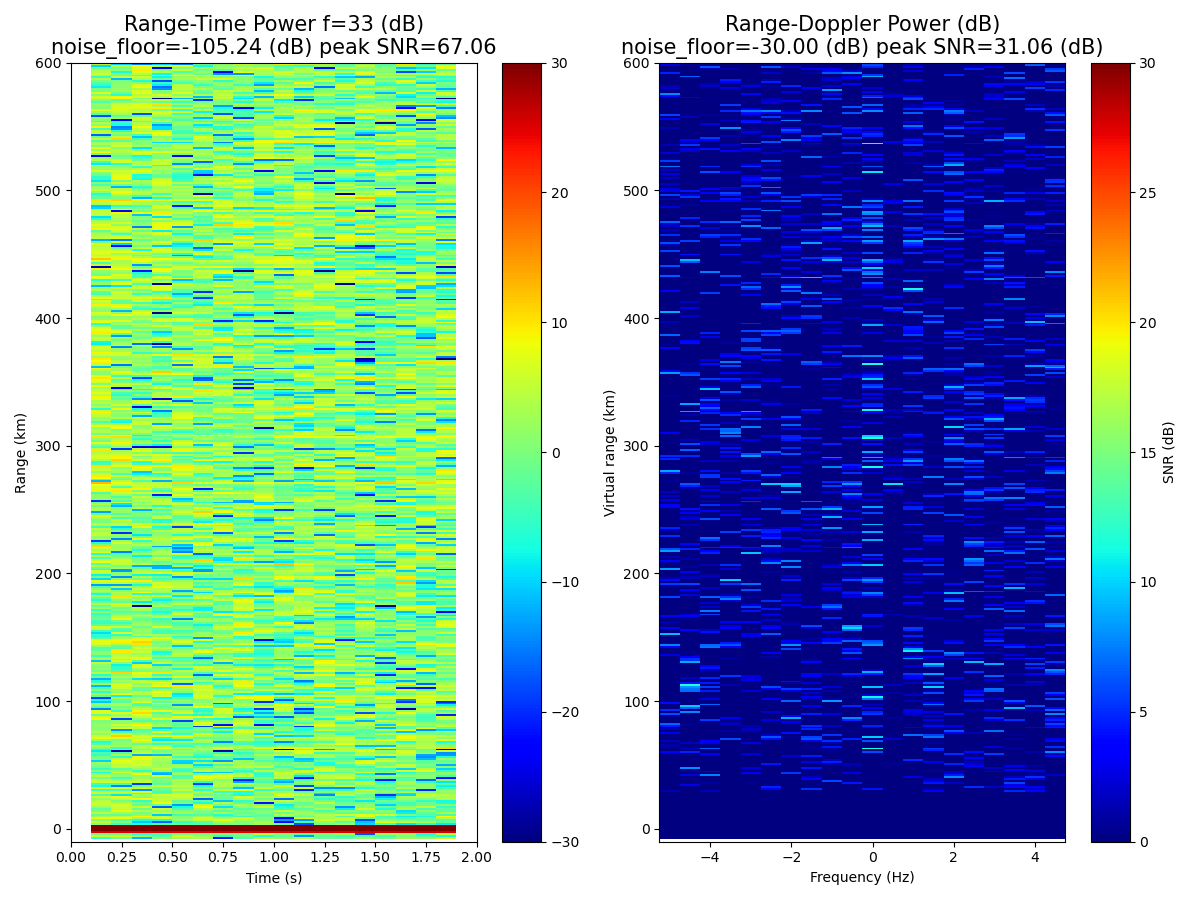 Range-Time Power f=33 (dB)
noise_floor=-105.24 (dB) peak SNR=67.06
600
500
400
300
200
100
0
Range (km)
0.00 0.25 0.50 0.75 1.00 1.25 1.50 1.75 2.00
Time (s)
30
20
10
0
−10
−20
−30
Range-Doppler Power (dB)
noise_floor=-30.00 (dB) peak SNR=31.06 (dB)
600
500
400
300
200
100
0
Virtual range (km)
−4 −2 0 2 4
Frequency (Hz)
30
25
20
15
10
5
0
SNR (dB)